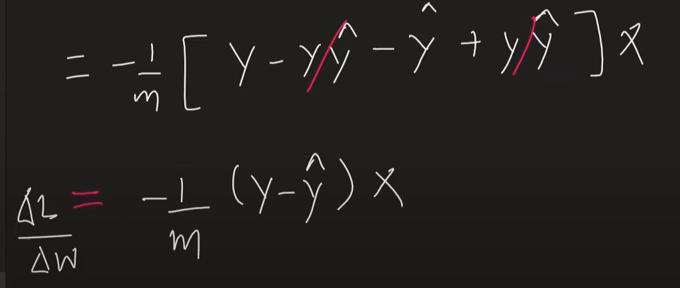 = -1/m [ y - yŷ - ŷ + yŷ ] x
ΔL/ΔW = -1/m (y - ŷ) x